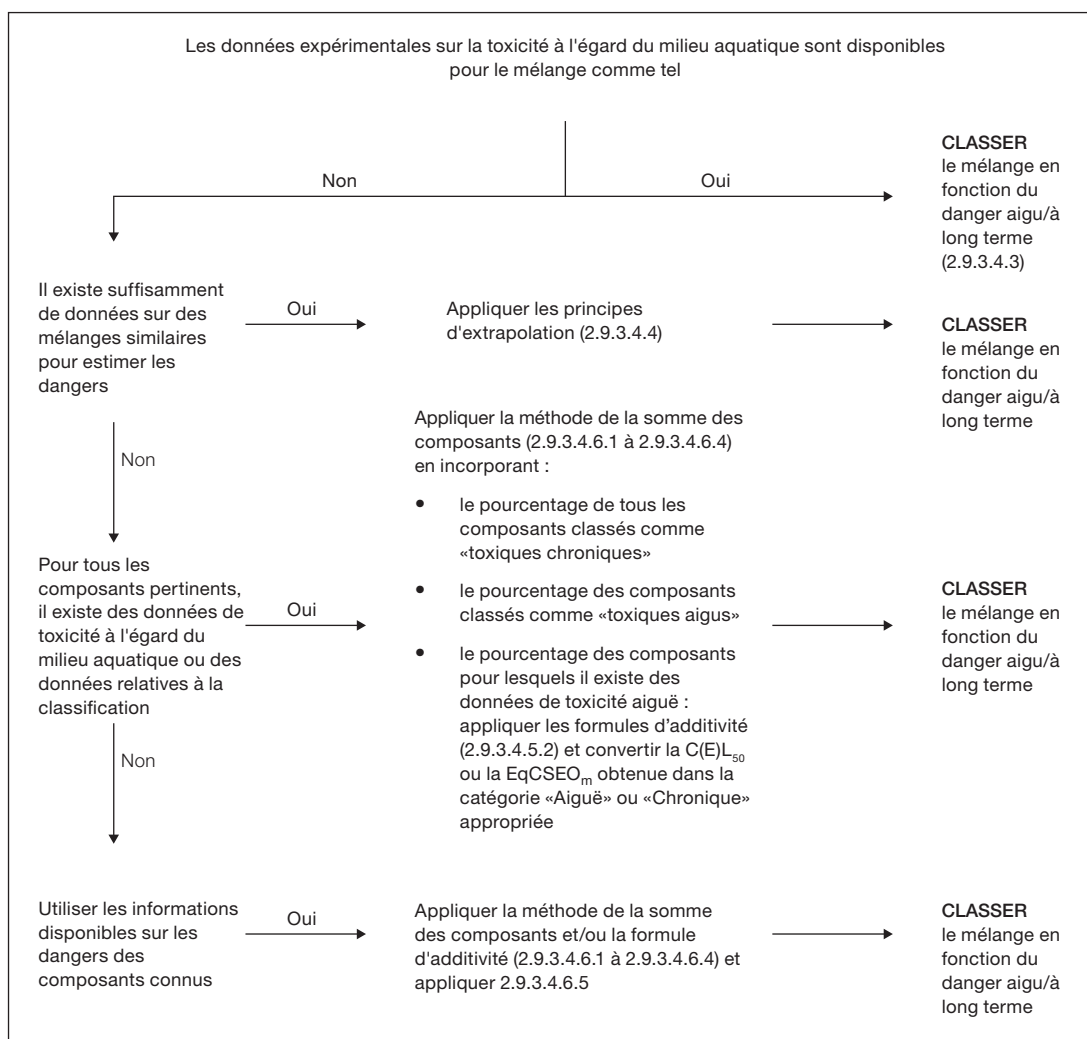 Les données expérimentales sur la toxicité à l'égard du milieu aquatique sont disponibles
pour le mélange comme tel
Non
Oui
CLASSER
le mélange en
fonction du
danger aigu/à
long terme
(2.9.3.4.3)
Il existe suffisamment
de données sur des
mélanges similaires
pour estimer les
dangers
Oui
Appliquer les principes
d'extrapolation (2.9.3.4.4)
CLASSER
le mélange en
fonction du
danger aigu/à
long terme
Non
Appliquer la méthode de la somme des
composants (2.9.3.4.6.1 à 2.9.3.4.6.4)
en incorporant :
• le pourcentage de tous les
composants classés comme
«toxiques chroniques»
• le pourcentage des composants
classés comme «toxiques aigus»
• le pourcentage des composants
pour lesquels il existe des
données de toxicité aiguë :
appliquer les formules d’additivité
(2.9.3.4.5.2) et convertir la C(E)L50
ou la EqCSEOm obtenue dans la
catégorie «Aiguë» ou «Chronique»
appropriée
Pour tous les
composants pertinents,
il existe des données de
toxicité à l'égard du
milieu aquatique ou des
données relatives à la
classification
Oui
CLASSER
le mélange en
fonction du
danger aigu/à
long terme
Non
Utiliser les informations
disponibles sur les
dangers des
composants connus
Oui
Appliquer la méthode de la somme
des composants et/ou la formule
d'additivité (2.9.3.4.6.1 à 2.9.3.4.6.4) et
appliquer 2.9.3.4.6.5
CLASSER
le mélange en
fonction du
danger aigu/à
long terme